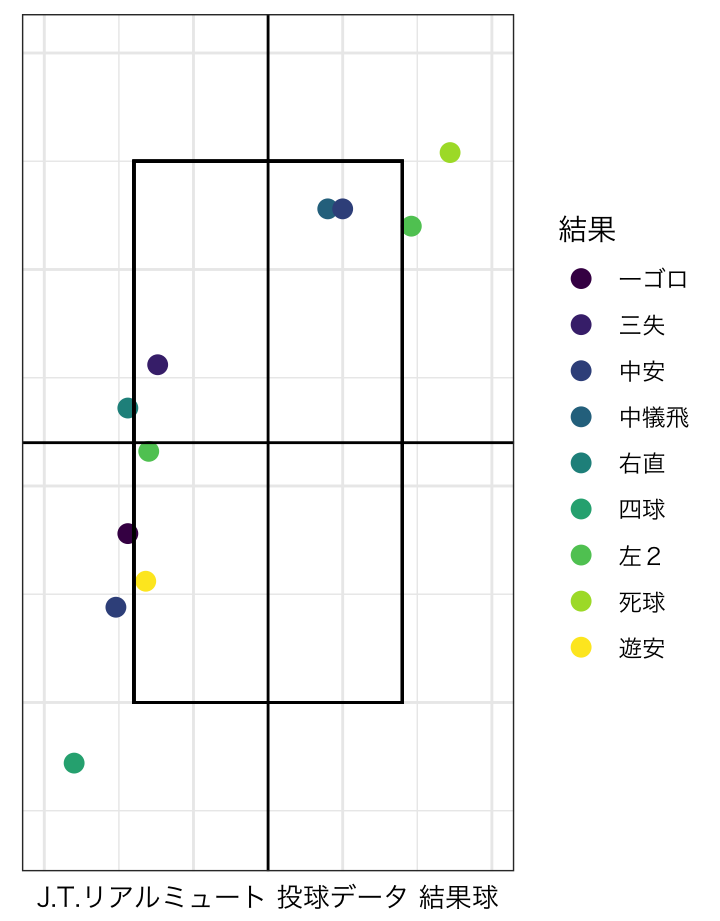 結果
一ゴロ
三失
中安
中犠飛
右直
四球
左２
死球
遊安
J.T.リアルミュート 投球データ 結果球